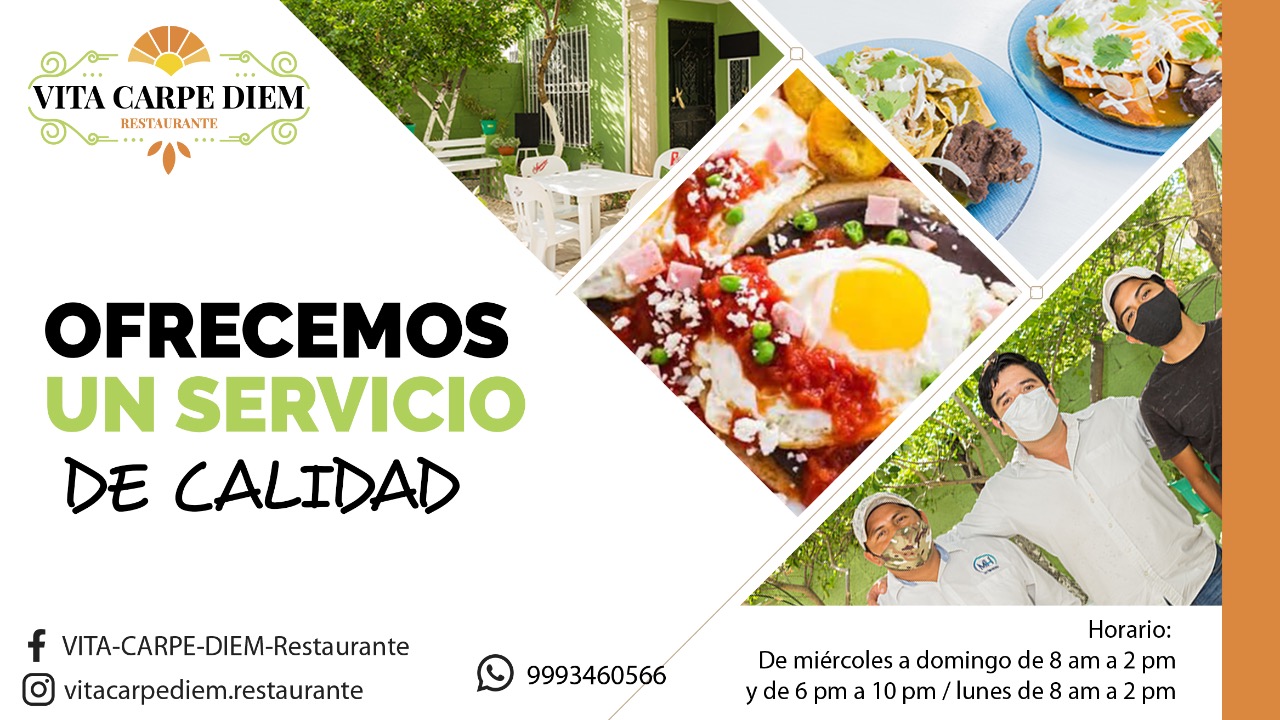 VITA CARPE DIEM
RESTAURANTE
OFRECEMOS
UN SERVICIO
DE CALIDAD
VITA-CARPE-DIEM-Restaurante
vitacarpediem.restaurante
9993460566
Horario:
De miércoles a domingo de 8 am a 2 pm
y de 6 pm a 10 pm / lunes de 8 am a 2 pm
MH